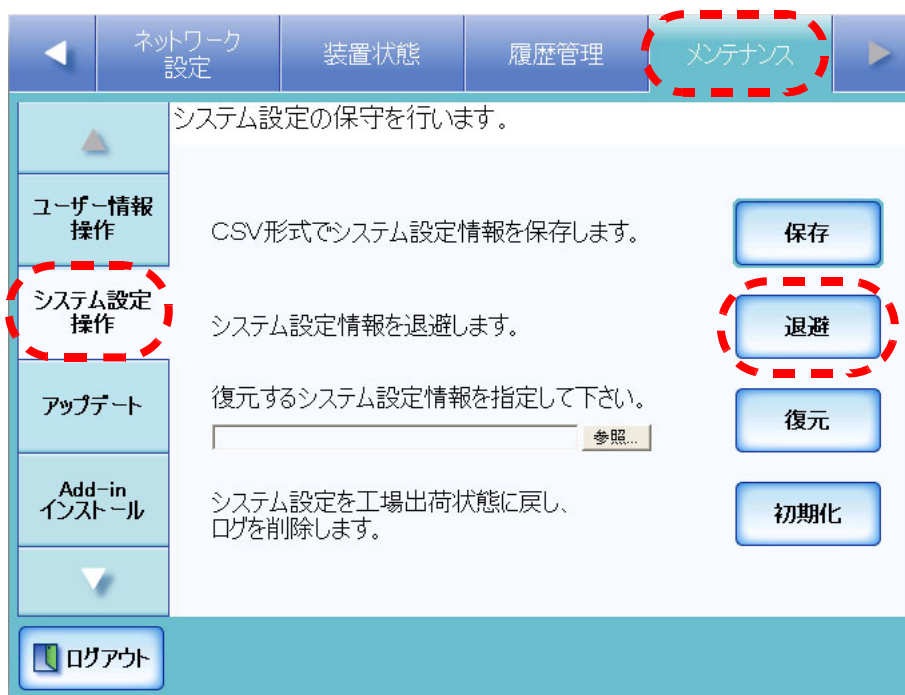 ネットワーク
設定
装置状態
履歴管理
メンテナンス
システム設定の保守を行います。
ユーザー情報
操作
システム設定
操作
アップデート
Add-in
インストール
CSV形式でシステム設定情報を保存します。
保存
システム設定情報を退避します。
退避
復元するシステム設定情報を指定して下さい。
参照...
復元
システム設定を工場出荷状態に戻し、
ログを削除します。
初期化
ログアウト